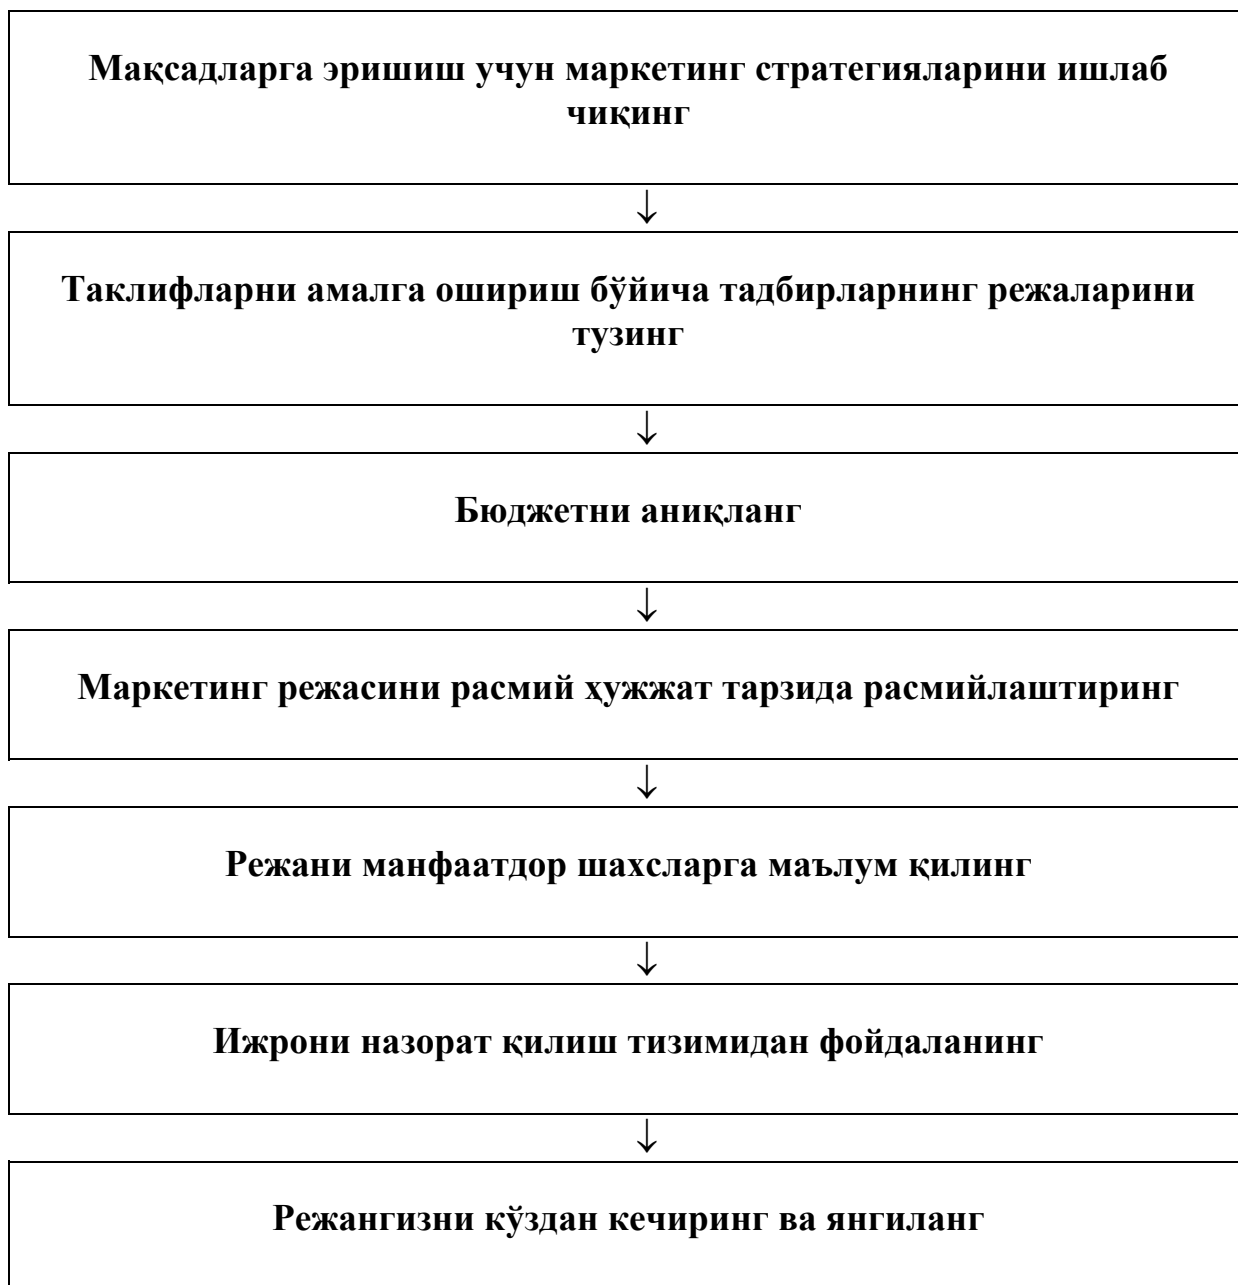 Мақсадларга эришиш учун маркетинг стратегияларини ишлаб
чиқинг
↓
Таклифларни амалга ошириш бўйича тадбирларнинг режаларини
тузинг
↓
Бюджетни аниқланг
↓
Маркетинг режасини расмий ҳужжат тарзида расмийлаштиринг
↓
Режани манфаатдор шахсларга маълум қилинг
↓
Ижрони назорат қилиш тизимидан фойдаланинг
↓
Режангизни кўздан кечиринг ва янгиланг